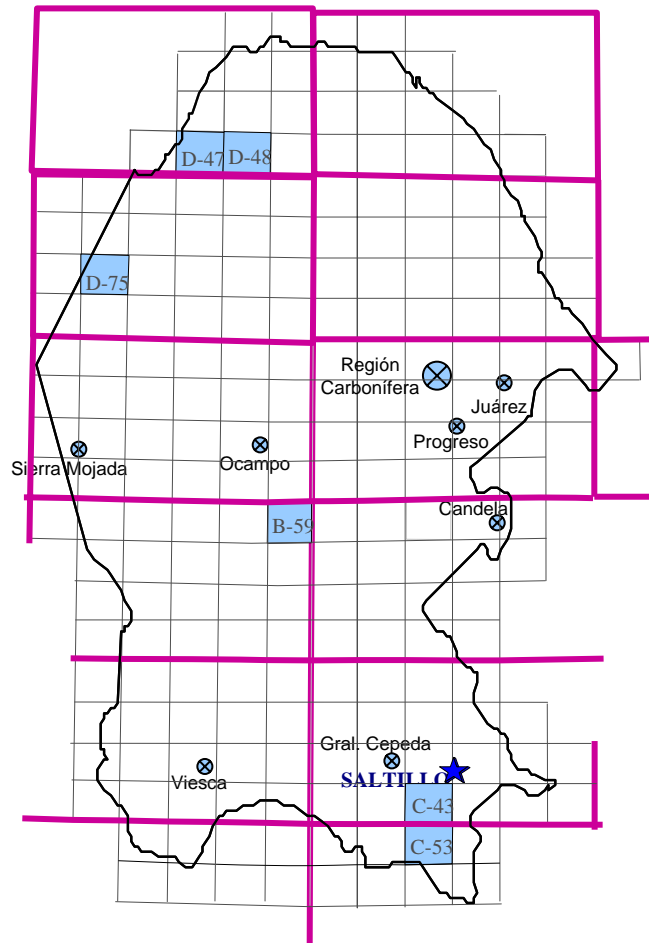 D-47
D-48
D-75
Región
Carbonífera
Juárez
Progreso
Ocampo
Sierra Mojada
Candela
B-59
Gral. Cepeda
SALTILLO
Viesca
C-43
C-53